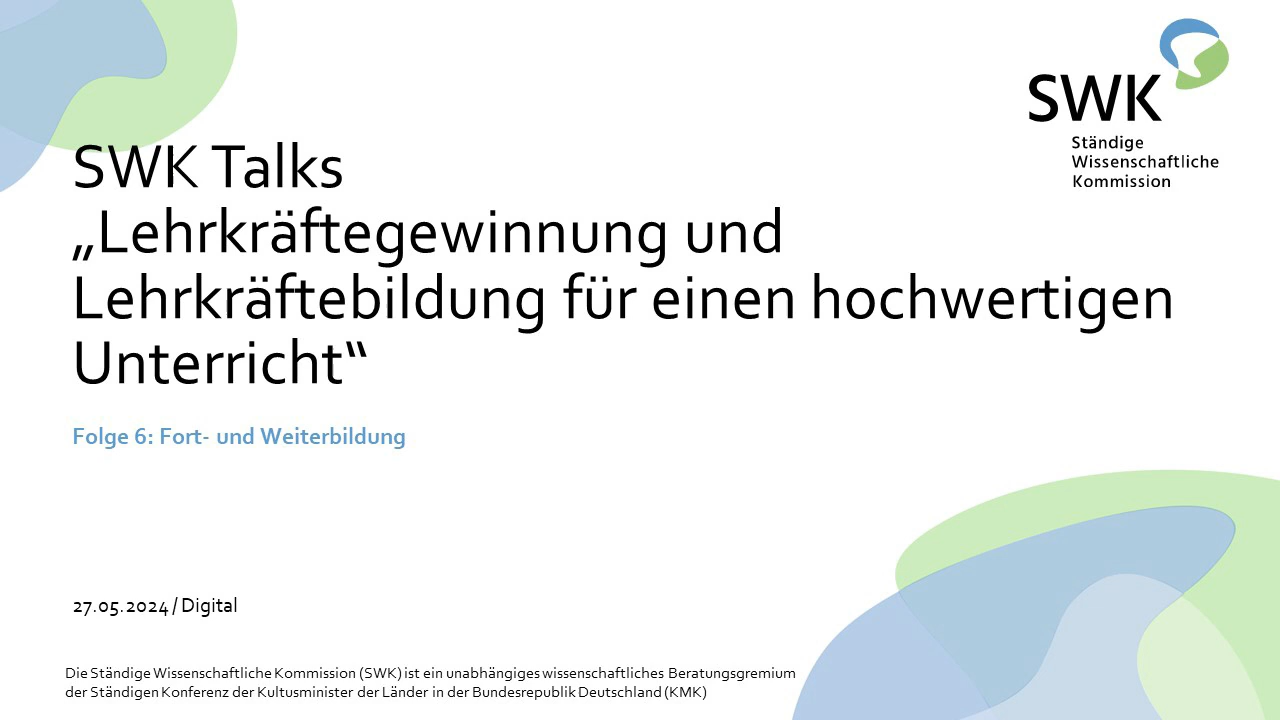 SWK
Ständige
Wissenschaftliche
Kommission
SWK Talks
„Lehrkräftegewinnung und
Lehrkräftebildung für einen hochwertigen
Unterricht“
Folge 6: Fort- und Weiterbildung
27.05.2024 / Digital
Die Ständige Wissenschaftliche Kommission (SWK) ist ein unabhängiges wissenschaftliches Beratungsgremium
der Ständigen Konferenz der Kultusminister der Länder in der Bundesrepublik Deutschland (KMK)